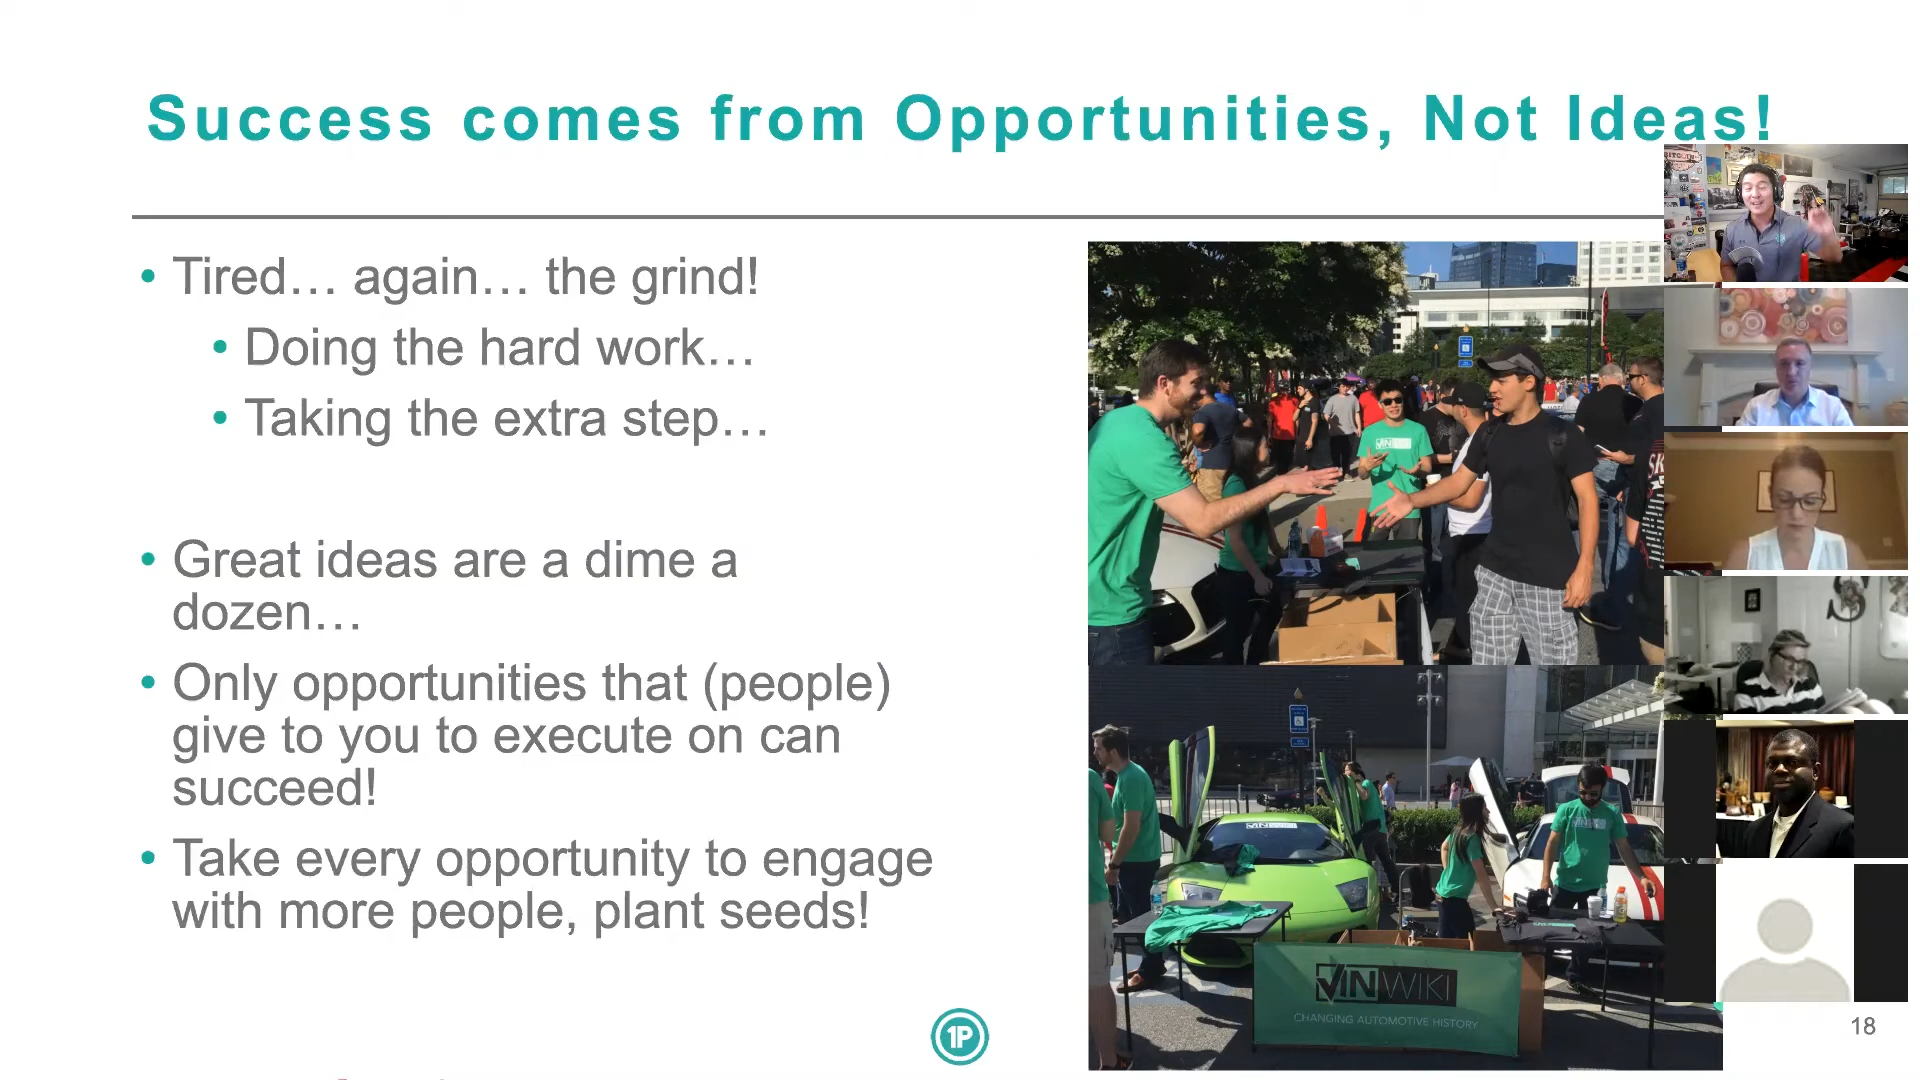 Success comes from Opportunities, Not Ideas!
• Tired… again… the grind!
• Doing the hard work…
• Taking the extra step…
• Great ideas are a dime a
dozen…
• Only opportunities that (people)
give to you to execute on can
succeed!
• Take every opportunity to engage
with more people, plant seeds!
VINWIKI
VINWIKI
CHANGING AUTOMOTIVE HISTORY
1P
18